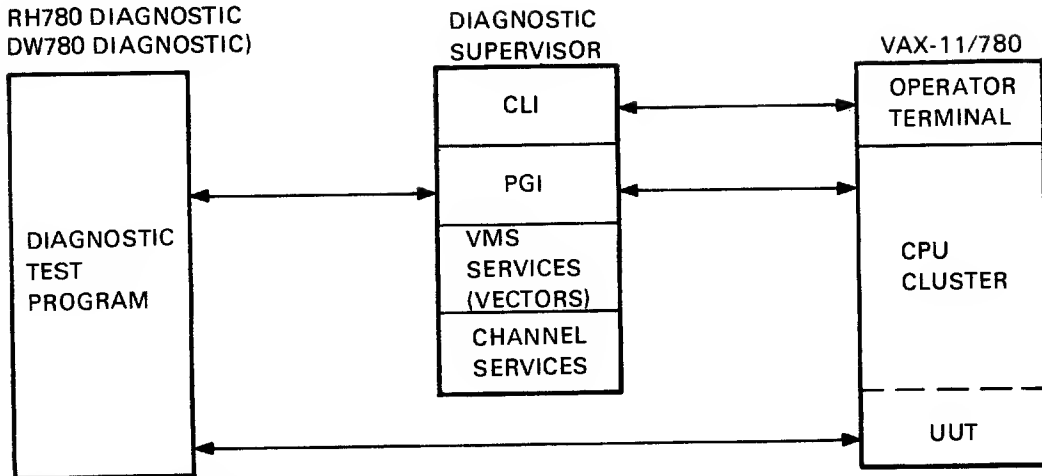 RH780 DIAGNOSTIC
DW780 DIAGNOSTIC)
DIAGNOSTIC
TEST
PROGRAM
DIAGNOSTIC
SUPERVISOR
CLI
PGI
VMS
SERVICES
(VECTORS)
CHANNEL
SERVICES
VAX-11/780
OPERATOR
TERMINAL
CPU
CLUSTER
UUT